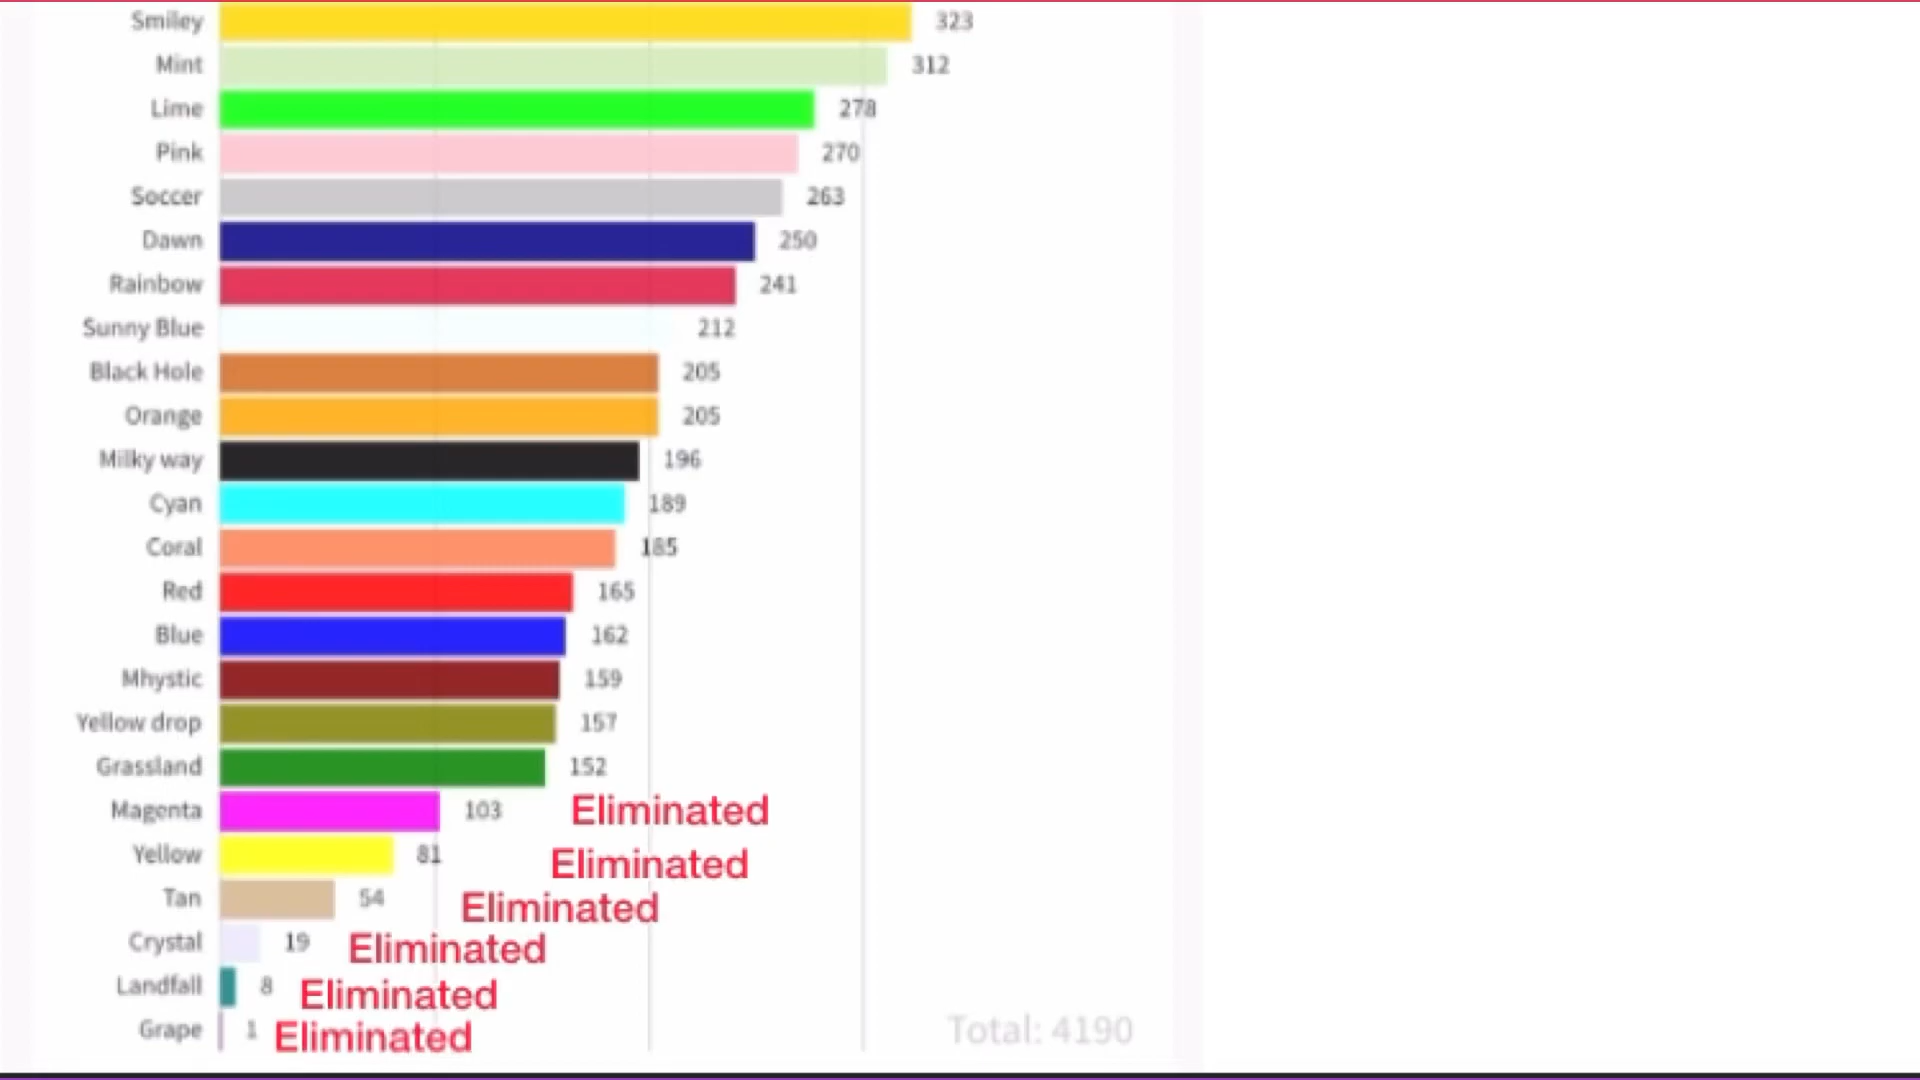 Smiley 323
Mint 312
Lime 278
Pink 270
Soccer 263
Dawn 250
Rainbow 241
Sunny Blue 212
Black Hole 205
Orange 205
Milky way 196
Cyan 189
Coral 185
Red 165
Blue 162
Mhystic 159
Yellow drop 157
Grassland 152
Magenta 103 Eliminated
Yellow 81 Eliminated
Tan 54 Eliminated
Crystal 19 Eliminated
Landfall 8 Eliminated
Grape 1 Eliminated
Total: 4190